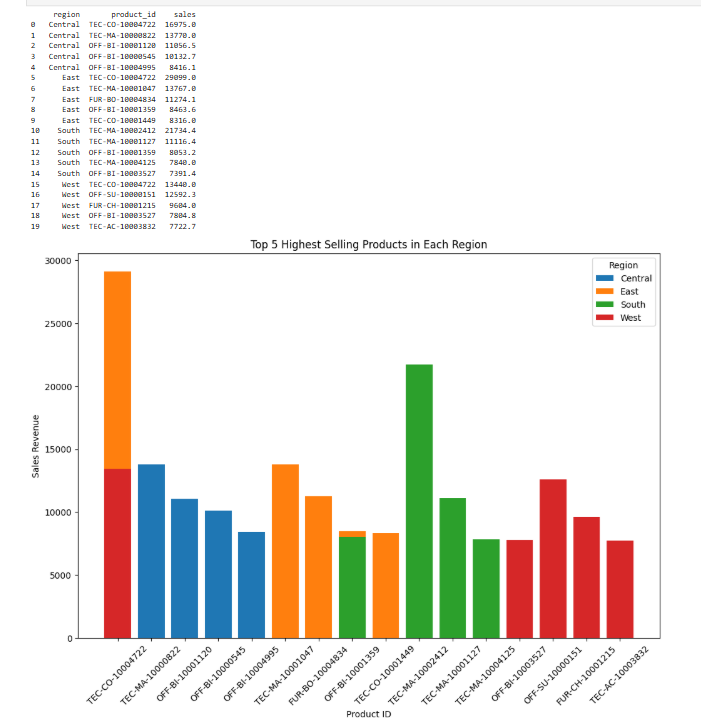 region product_id sales
0 Central TEC-CO-10004722 16975.0
1 Central TEC-MA-10000822 13770.0
2 Central OFF-BI-10001120 11056.5
3 Central OFF-BI-10000545 10132.7
4 Central OFF-BI-10004995 8416.1
5 East TEC-CO-10004722 29099.0
6 East TEC-MA-10001047 13767.0
7 East FUR-BO-10004834 11274.1
8 East OFF-BI-10001359 8463.6
9 East TEC-CO-10001449 8316.0
10 South TEC-MA-10002412 21734.4
11 South TEC-MA-10001127 11116.4
12 South OFF-BI-10001359 8053.2
13 South TEC-MA-10004125 7840.0
14 South OFF-BI-10003527 7391.4
15 West TEC-CO-10004722 13440.0
16 West OFF-SU-10000151 12592.3
17 West FUR-CH-10001215 9604.0
18 West OFF-BI-10003527 7804.8
19 West TEC-AC-10003832 7722.7
Top 5 Highest Selling Products in Each Region
Region
Central
East
South
West
30000
25000
20000
15000
10000
5000
0
Sales Revenue
TEC-CO-10004722
TEC-MA-10000822
OFF-BI-10001120
OFF-BI-10000545
OFF-BI-10004995
TEC-MA-10001047
FUR-BO-10004834
OFF-BI-10001359
TEC-CO-10001449
TEC-MA-10002412
TEC-MA-10001127
TEC-MA-10004125
OFF-BI-10003527
OFF-SU-10000151
FUR-CH-10001215
TEC-AC-10003832
Product ID